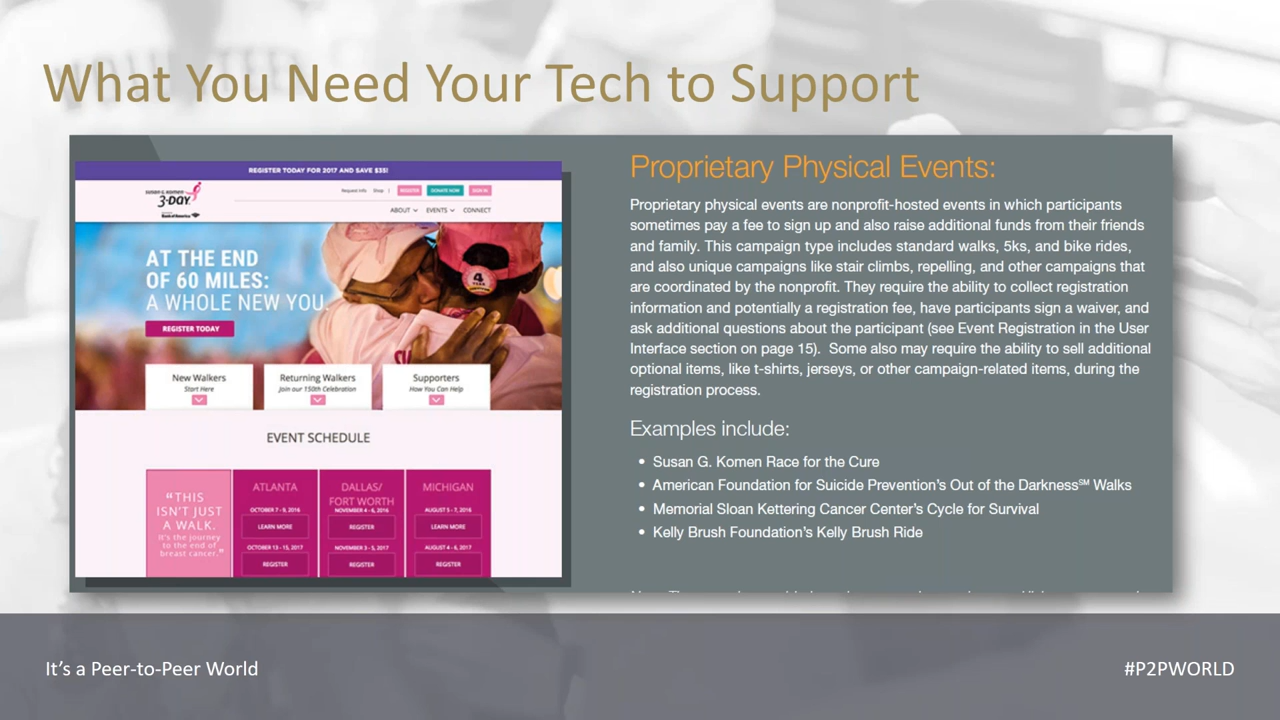 What You Need Your Tech to Support
REGISTER TODAY FOR 2017 AND SAVE $35!
SUSAN G. KOMEN
3-DAY.
Bank of America
Request Info Shop | REGISTER DONATE NOW SIGN IN
ABOUT EVENTS CONNECT
AT THE END
OF 60 MILES:
A WHOLE NEW YOU.
REGISTER TODAY
New Walkers
Start Here
Returning Walkers
Join our 150th Celebration
Supporters
How You Can Help
EVENT SCHEDULE
“THIS
ISN'T JUST
A WALK.
It's the journey
to the end of
breast cancer.”
ATLANTA
OCTOBER 7 - 9, 2016
LEARN MORE
OCTOBER 13 - 15, 2017
REGISTER
DALLAS/
FORT WORTH
NOVEMBER 4 - 6, 2016
REGISTER
NOVEMBER 3 - 5, 2017
REGISTER
MICHIGAN
AUGUST 5 - 7, 2016
LEARN MORE
AUGUST 4 - 6, 2017
REGISTER
Proprietary Physical Events:
Proprietary physical events are nonprofit-hosted events in which participants
sometimes pay a fee to sign up and also raise additional funds from their friends
and family. This campaign type includes standard walks, 5ks, and bike rides,
and also unique campaigns like stair climbs, repelling, and other campaigns that
are coordinated by the nonprofit. They require the ability to collect registration
information and potentially a registration fee, have participants sign a waiver, and
ask additional questions about the participant (see Event Registration in the User
Interface section on page 15). Some also may require the ability to sell additional
optional items, like t-shirts, jerseys, or other campaign-related items, during the
registration process.
Examples include:
• Susan G. Komen Race for the Cure
• American Foundation for Suicide Prevention's Out of the Darkness℠ Walks
• Memorial Sloan Kettering Cancer Center's Cycle for Survival
• Kelly Brush Foundation's Kelly Brush Ride
It's a Peer-to-Peer World
#P2PWORLD